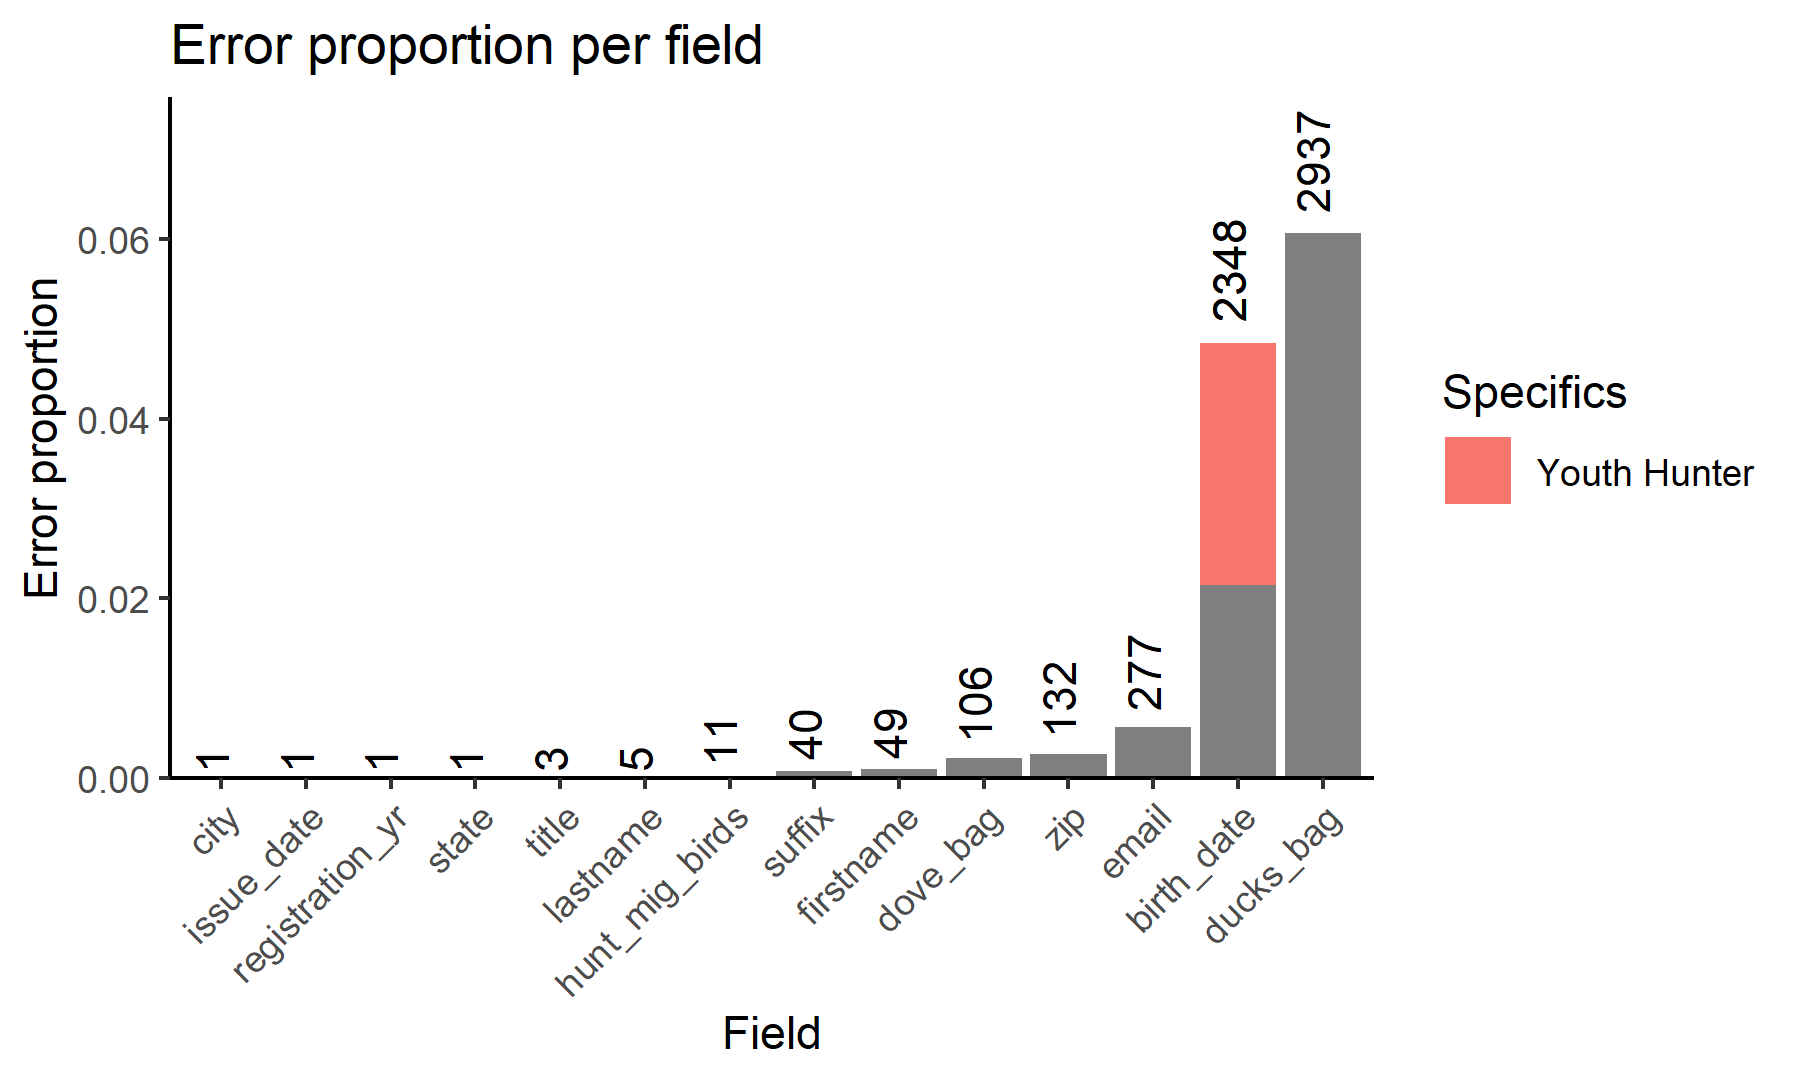 Error proportion per field
Error proportion
0.06
0.04
0.02
0.00
1
1
1
1
3
5
11
40
49
106
132
277
2348
2937
city
issue_date
registration_yr
state
title
lastname
hunt_mig_birds
suffix
firstname
dove_bag
zip
email
birth_date
ducks_bag
Field
Specifics
Youth Hunter